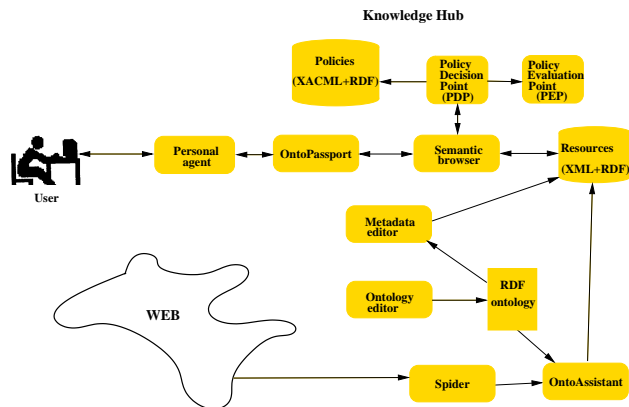 Knowledge Hub
Policies
(XACML+RDF)
Policy
Decision
Point
(PDP)
Policy
Evaluation
Point
(PEP)
Personal
agent
OntoPassport
Semantic
browser
Resources
(XML+RDF)
User
Metadata
editor
WEB
Ontology
editor
RDF
ontology
Spider
OntoAssistant